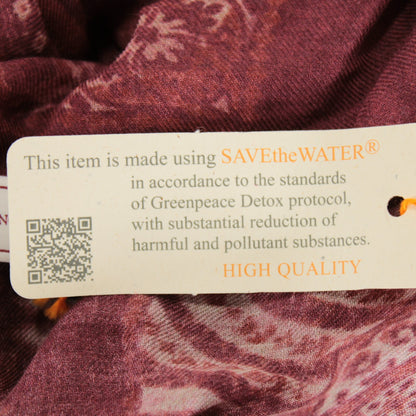 This item is made using SAVEtheWATER®
in accordance to the standards
of Greenpeace Detox protocol,
with substantial reduction of
harmful and pollutant substances.
HIGH QUALITY
N